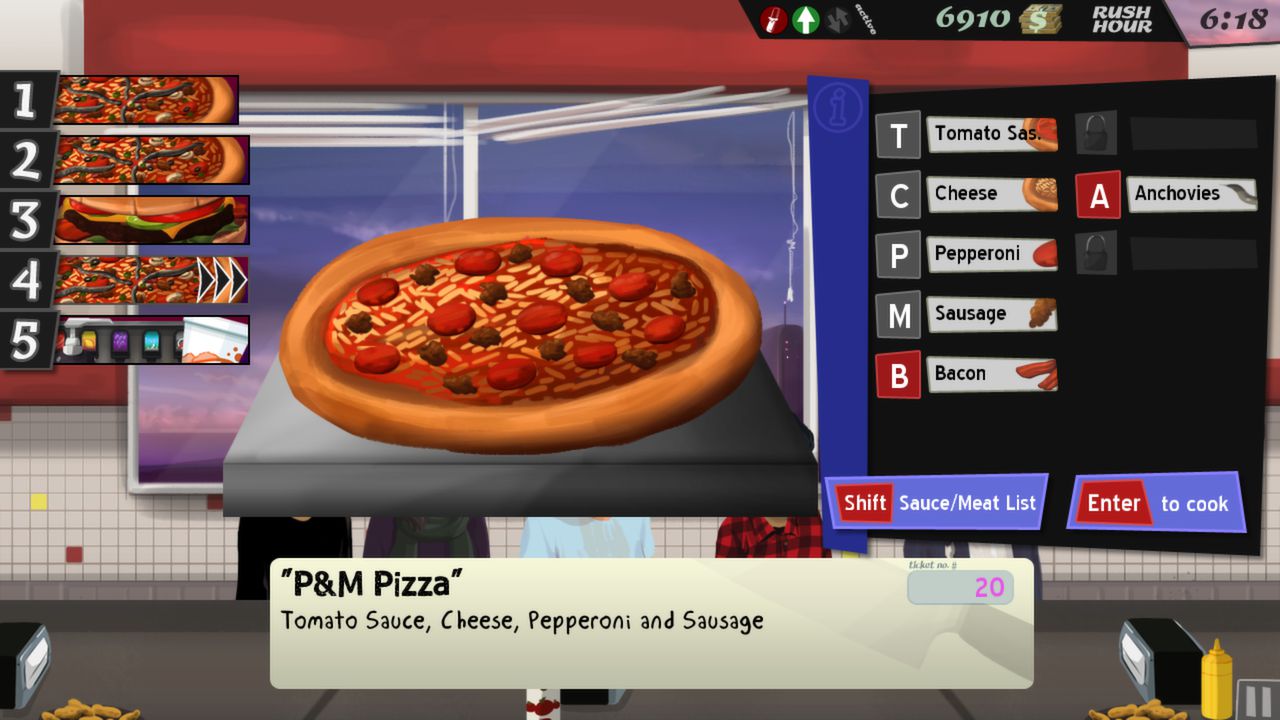 active
6910
$
RUSH
HOUR
6:18
1
2
3
4
5
i
T Tomato Sas.
C Cheese
A Anchovies
P Pepperoni
M Sausage
B Bacon
Shift Sauce/Meat List
Enter to cook
"P&M Pizza"
ticket no. #
20
Tomato Sauce, Cheese, Pepperoni and Sausage